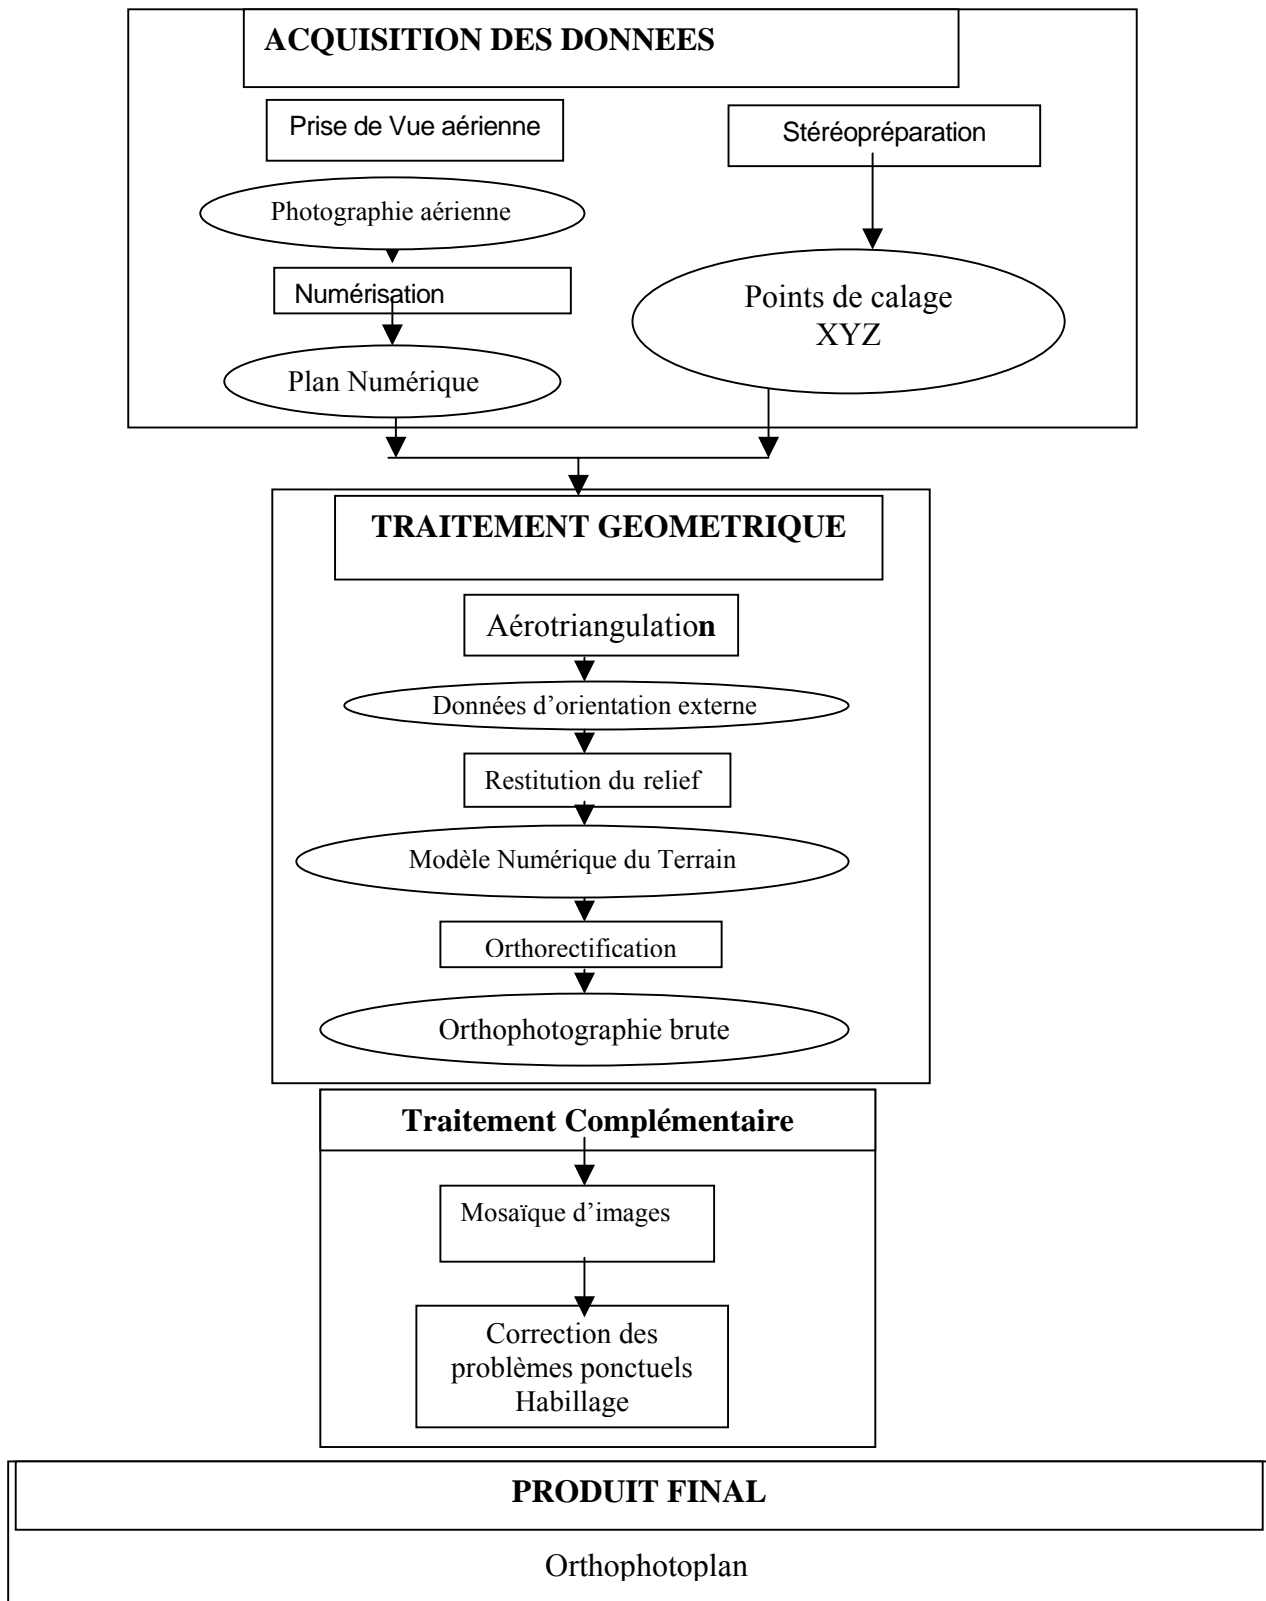 ACQUISITION DES DONNEES
Prise de Vue aérienne
Stéréopréparation
Photographie aérienne
Numérisation
Points de calage
XYZ
Plan Numérique
TRAITEMENT GEOMETRIQUE
Aérotriangulation
Données d’orientation externe
Restitution du relief
Modèle Numérique du Terrain
Orthorectification
Orthophotographie brute
Traitement Complémentaire
Mosaïque d’images
Correction des
problèmes ponctuels
Habillage
PRODUIT FINAL
Orthophotoplan